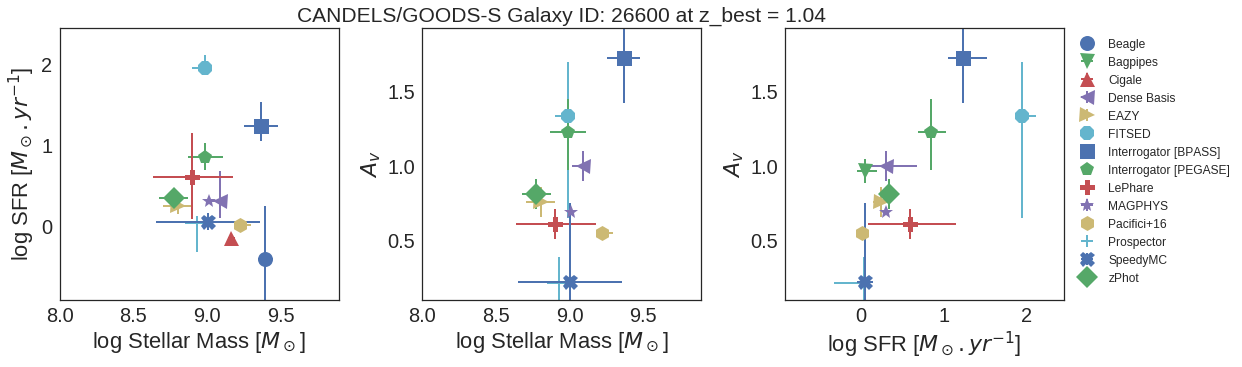 CANDELS/GOODS-S Galaxy ID: 26600 at z_best = 1.04
log SFR [M⊙.yr⁻¹]
2
1
0
8.0 8.5 9.0 9.5
log Stellar Mass [M⊙]
A_V
1.5
1.0
0.5
8.0 8.5 9.0 9.5
log Stellar Mass [M⊙]
A_V
1.5
1.0
0.5
0 1 2
log SFR [M⊙.yr⁻¹]
Beagle
Bagpipes
Cigale
Dense Basis
EAZY
FITSED
Interrogator [BPASS]
Interrogator [PEGASE]
LePhare
MAGPHYS
Pacifici+16
Prospector
SpeedyMC
zPhot